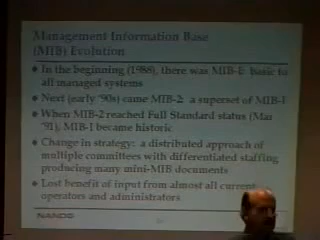 Management Information Base
(MIB) Evolution
In the beginning (1988), there was MIB-I: basic to
all managed systems
Next (early '90s) came MIB-2: a superset of MIB-1
When MIB-2 reached Full Standard status (Mar
'91), MIB-1 became historic
Change in strategy: a distributed approach of
multiple committees with differentiated staffing
producing many mini-MIB documents
Lost benefit of input from almost all current
operators and administrators
NANOG